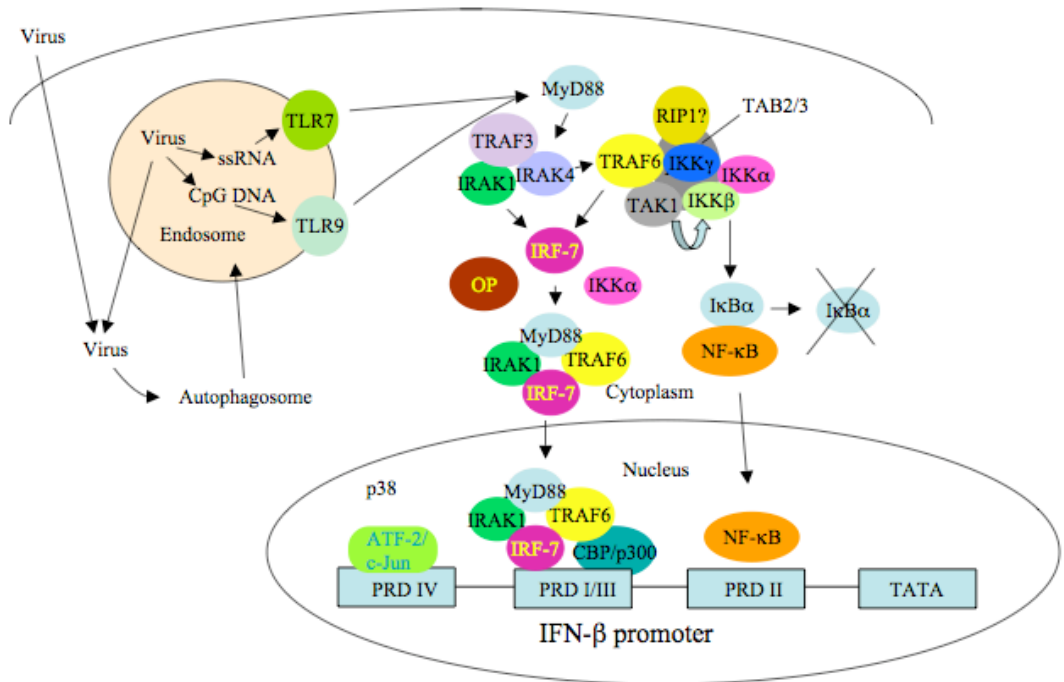 Virus
MyD88
TLR7
RIP1?
TAB2/3
Virus
ssRNA
TRAF3
TRAF6
IKKγ
IRAK1
IRAK4
IKKα
CpG DNA
TAK1
IKKβ
Endosome
TLR9
IRF-7
OP
IKKα
IκBα
IκBα
MyD88
Virus
IRAK1
TRAF6
NF-κB
IRF-7
Cytoplasm
Autophagosome
Nucleus
p38
MyD88
IRAK1
TRAF6
ATF-2/
c-Jun
IRF-7
CBP/p300
NF-κB
PRD IV
PRD I/III
PRD II
TATA
IFN-β promoter